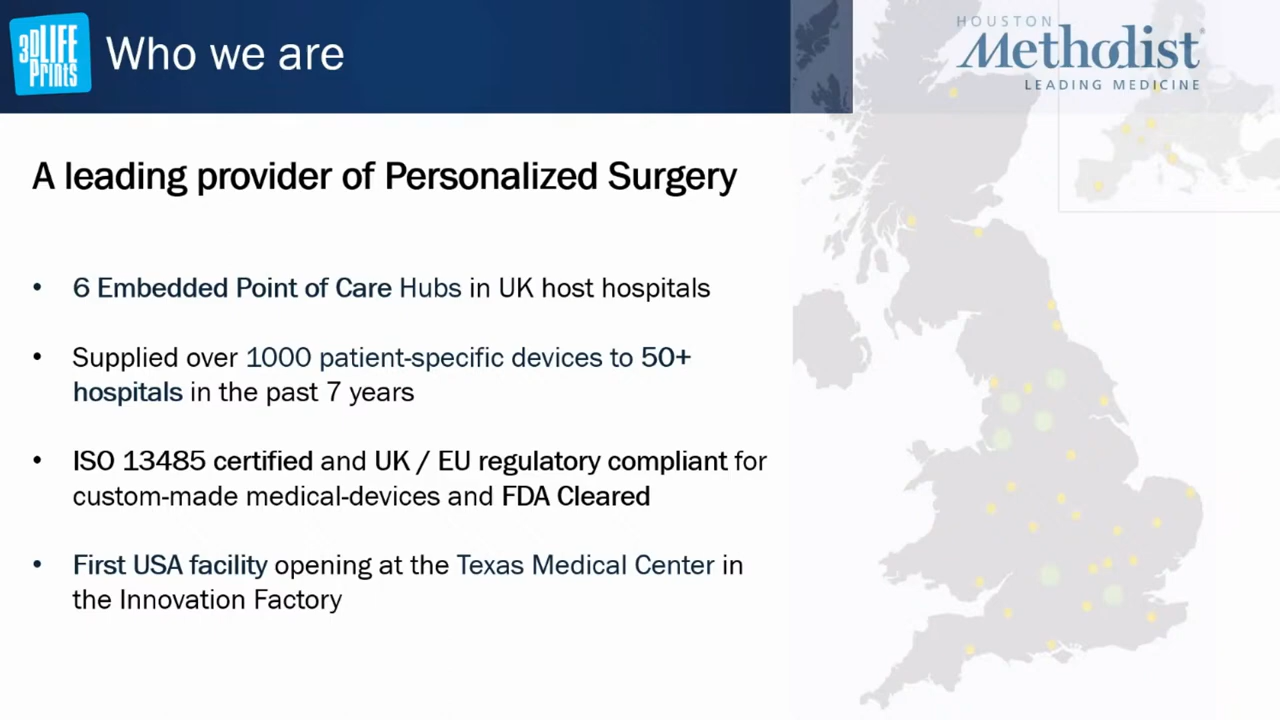 3DLIFE
Prints
Who we are
HOUSTON
Methodist®
LEADING MEDICINE
A leading provider of Personalized Surgery
• 6 Embedded Point of Care Hubs in UK host hospitals
• Supplied over 1000 patient-specific devices to 50+
hospitals in the past 7 years
• ISO 13485 certified and UK / EU regulatory compliant for
custom-made medical-devices and FDA Cleared
• First USA facility opening at the Texas Medical Center in
the Innovation Factory